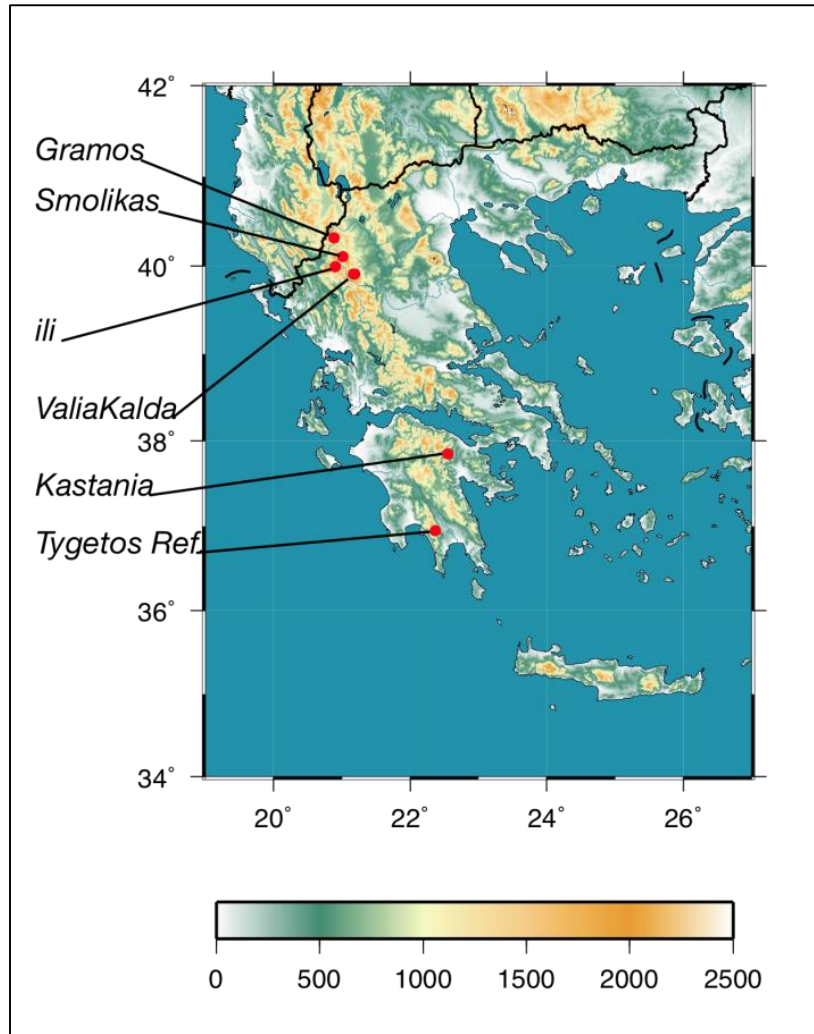 42°
Gramos
Smolikas
40°
ili
ValiaKalda
38°
Kastania
Tygetos Ref
36°
34°
20° 22° 24° 26°
0 500 1000 1500 2000 2500